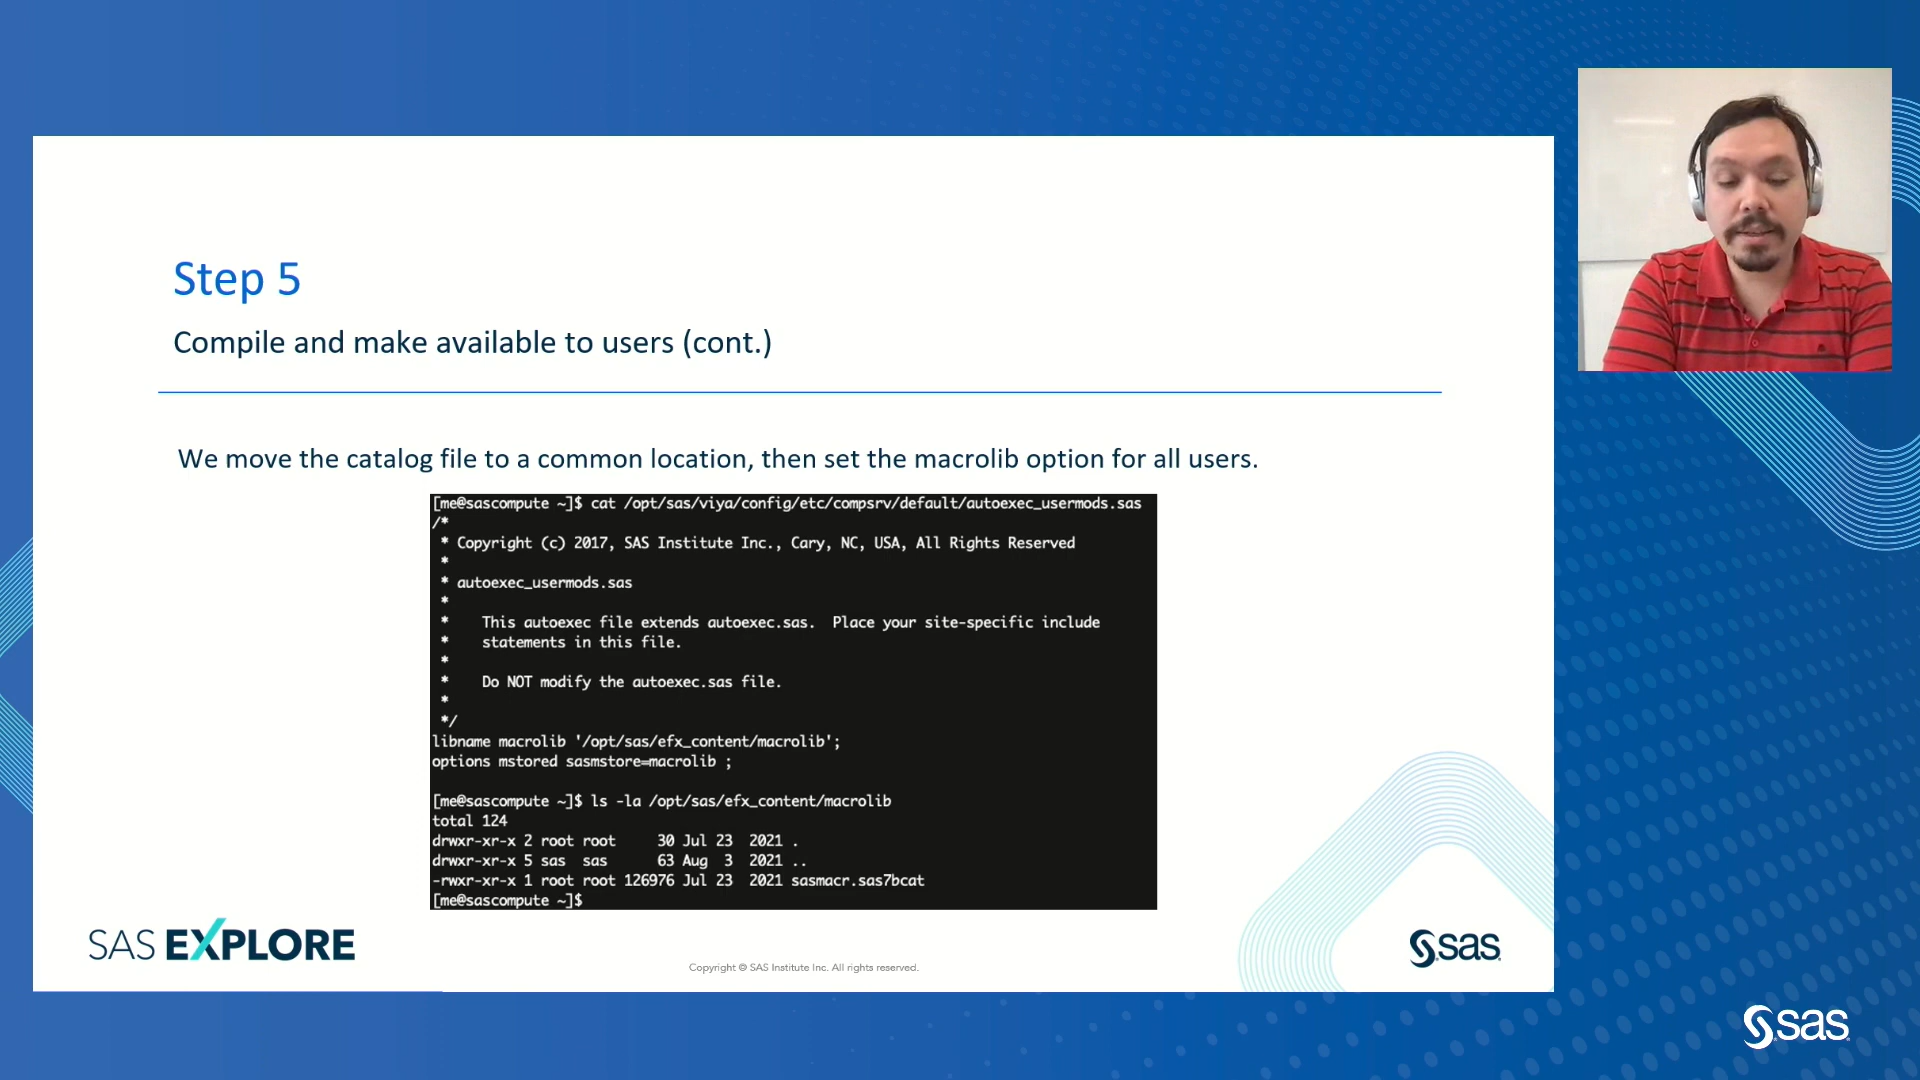 Step 5
Compile and make available to users (cont.)
We move the catalog file to a common location, then set the macrolib option for all users.
[me@sascompute ~]$ cat /opt/sas/viya/config/etc/compsrv/default/autoexec_usermods.sas
/*
 * Copyright (c) 2017, SAS Institute Inc., Cary, NC, USA, All Rights Reserved
 *
 * autoexec_usermods.sas
 *
 *    This autoexec file extends autoexec.sas.  Place your site-specific include
 *    statements in this file.
 *
 *    Do NOT modify the autoexec.sas file.
 *
 */
libname macrolib '/opt/sas/efx_content/macrolib';
options mstored sasmstore=macrolib ;
[me@sascompute ~]$ ls -la /opt/sas/efx_content/macrolib
total 124
drwxr-xr-x 2 root root     30 Jul 23  2021 .
drwxr-xr-x 5 sas  sas      63 Aug  3  2021 ..
-rwxr-xr-x 1 root root 126976 Jul 23  2021 sasmacr.sas7bcat
[me@sascompute ~]$
SAS EXPLORE
Copyright © SAS Institute Inc. All rights reserved.
sas
sas